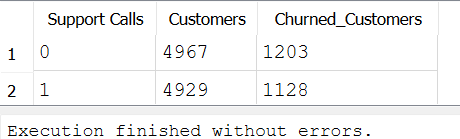 Support Calls Customers Churned_Customers
1 0 4967 1203
2 1 4929 1128
Execution finished without errors.